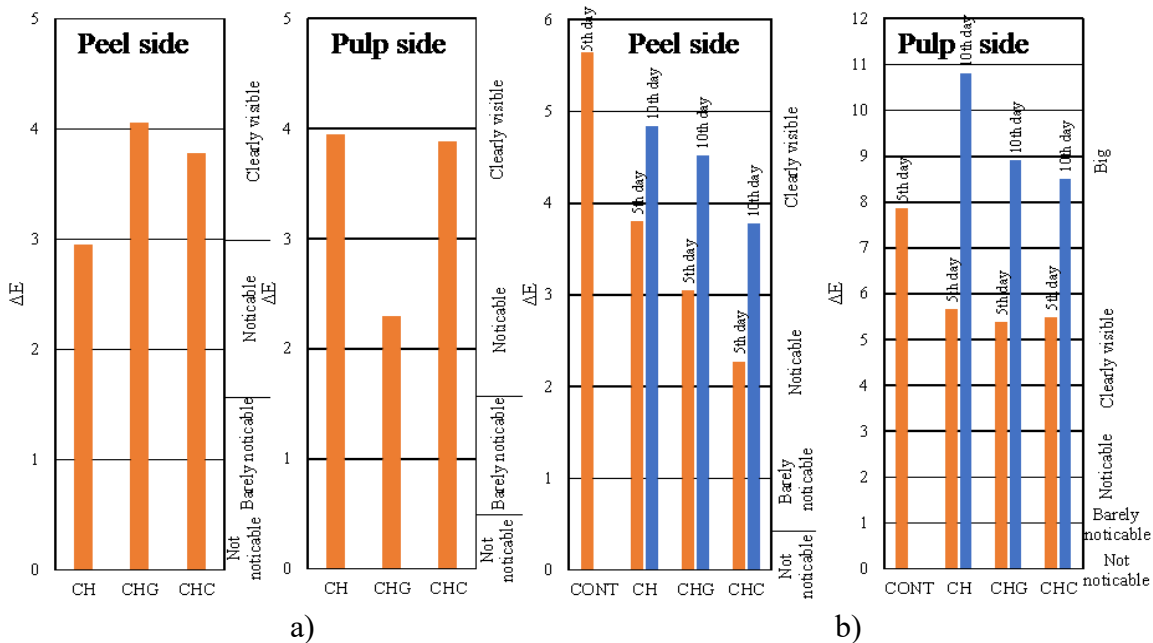 Peel side
5
4
3
2
1
0
ΔE
CH
CHG
CHC
Clearly visible
Noticable
Barely noticable
Not
noticable
Pulp side
5
4
3
2
1
0
ΔE
CH
CHG
CHC
Clearly visible
Noticable
Barely noticable
Not
noticable
a)
Peel side
6
5
4
3
2
1
0
ΔE
5th day
5th day
10th day
5th day
10th day
5th day
10th day
CONT
CH
CHG
CHC
Clearly visible
Noticable
Barely
noticable
Not
noticable
Pulp side
12
11
10
9
8
7
6
5
4
3
2
1
0
ΔE
5th day
5th day
10th day
5th day
10th day
5th day
10th day
CONT
CH
CHG
CHC
Big
Clearly visible
Noticable
Barely
noticable
Not
noticable
b)